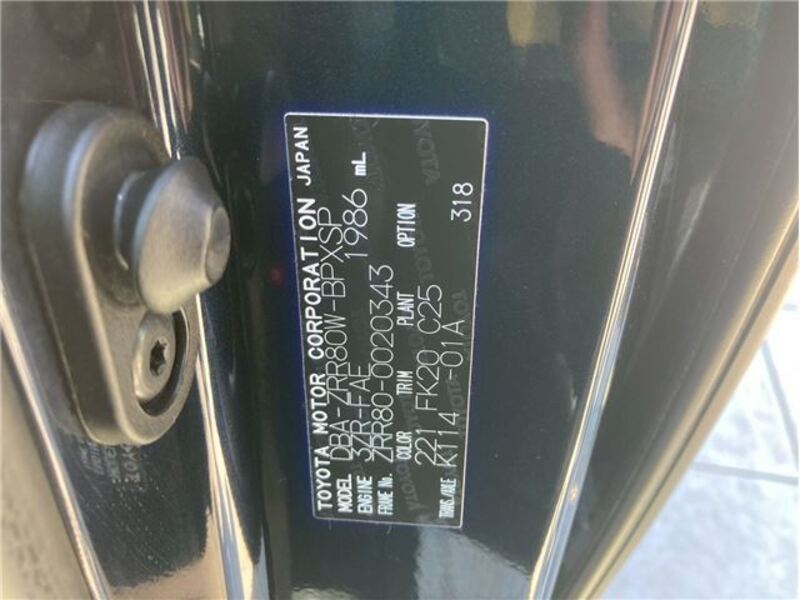 TOYOTA MOTOR CORPORATION JAPAN
MODEL DBA-ZRR80W-BPXSP
ENGINE 3ZR-FAE 1986 mL
FRAME No. ZRR80-0020343
COLOR TRIM PLANT OPTION
221 FK20 C25
TRANS/AXLE K114 -01A 318